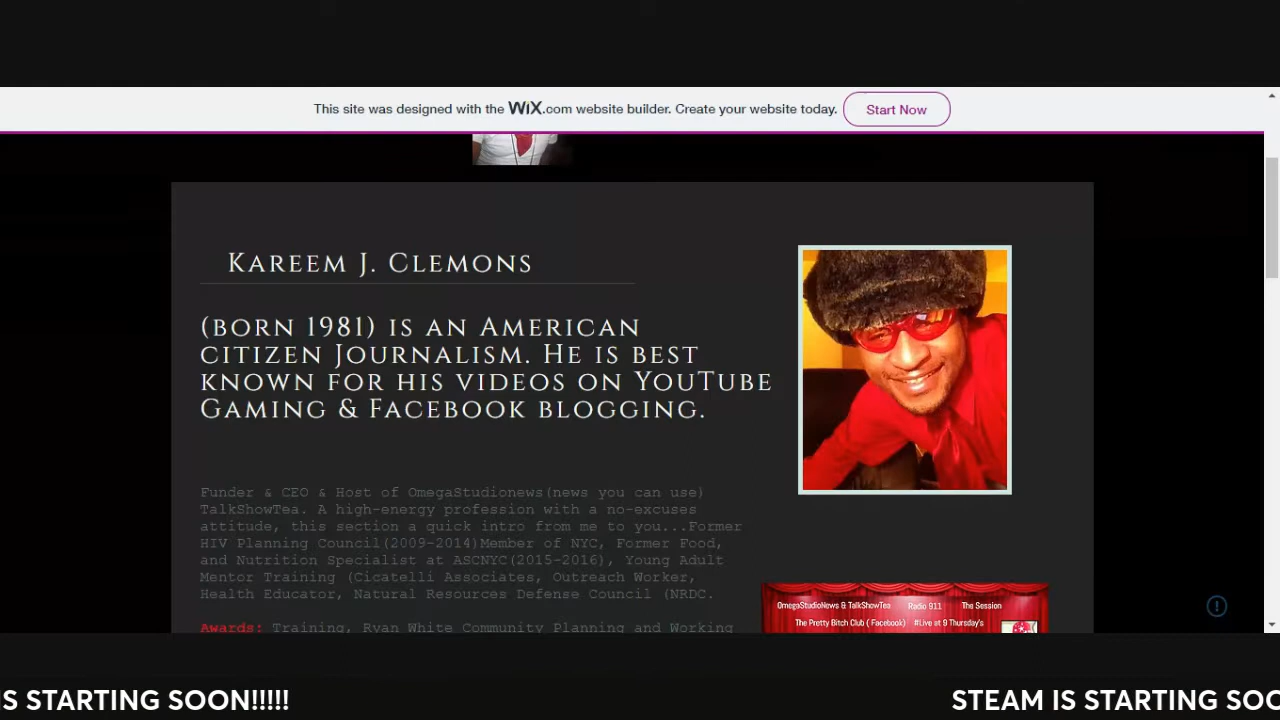 This site was designed with the WiX.com website builder. Create your website today. Start Now
Kareem J. Clemons
(born 1981) is an American
citizen Journalism. He is best
known for his videos on YouTube
Gaming & Facebook blogging.
Funder & CEO & Host of OmegaStudionews(news you can use)
TalkShowTea. A high-energy profession with a no-excuses
attitude, this section a quick intro from me to you...Former
HIV Planning Council(2009-2014)Member of NYC, Former Food,
and Nutrition Specialist at ASCNYC(2015-2016), Young Adult
Mentor Training (Cicatelli Associates, Outreach Worker,
Health Educator, Natural Resources Defense Council (NRDC.
Awards: Training, Ryan White Community Planning and Working
OmegaStudioNews & TalkShowTea Radio 911 The Session
The Pretty Bitch Club ( Facebook) #Live at 9 Thursday's
IS STARTING SOON!!!!! STEAM IS STARTING SOO